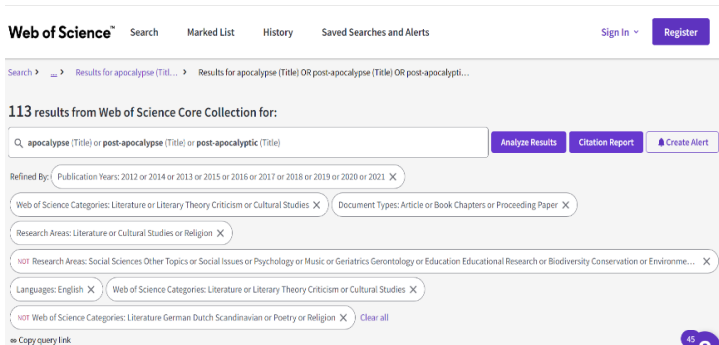 Web of Science™ Search Marked List History Saved Searches and Alerts Sign In Register
Search > ... > Results for apocalypse (Titl... > Results for apocalypse (Title) OR post-apocalypse (Title) OR post-apocalypti...
113 results from Web of Science Core Collection for:
apocalypse (Title) or post-apocalypse (Title) or post-apocalyptic (Title) Analyze Results Citation Report Create Alert
Refined By: Publication Years: 2012 or 2014 or 2013 or 2015 or 2016 or 2017 or 2018 or 2019 or 2020 or 2021 X
Web of Science Categories: Literature or Literary Theory Criticism or Cultural Studies X Document Types: Article or Book Chapters or Proceeding Paper X
Research Areas: Literature or Cultural Studies or Religion X
NOT Research Areas: Social Sciences Other Topics or Social Issues or Psychology or Music or Geriatrics Gerontology or Education Educational Research or Biodiversity Conservation or Environme... X
Languages: English X Web of Science Categories: Literature or Literary Theory Criticism or Cultural Studies X
NOT Web of Science Categories: Literature German Dutch Scandinavian or Poetry or Religion X Clear all
Copy query link 45